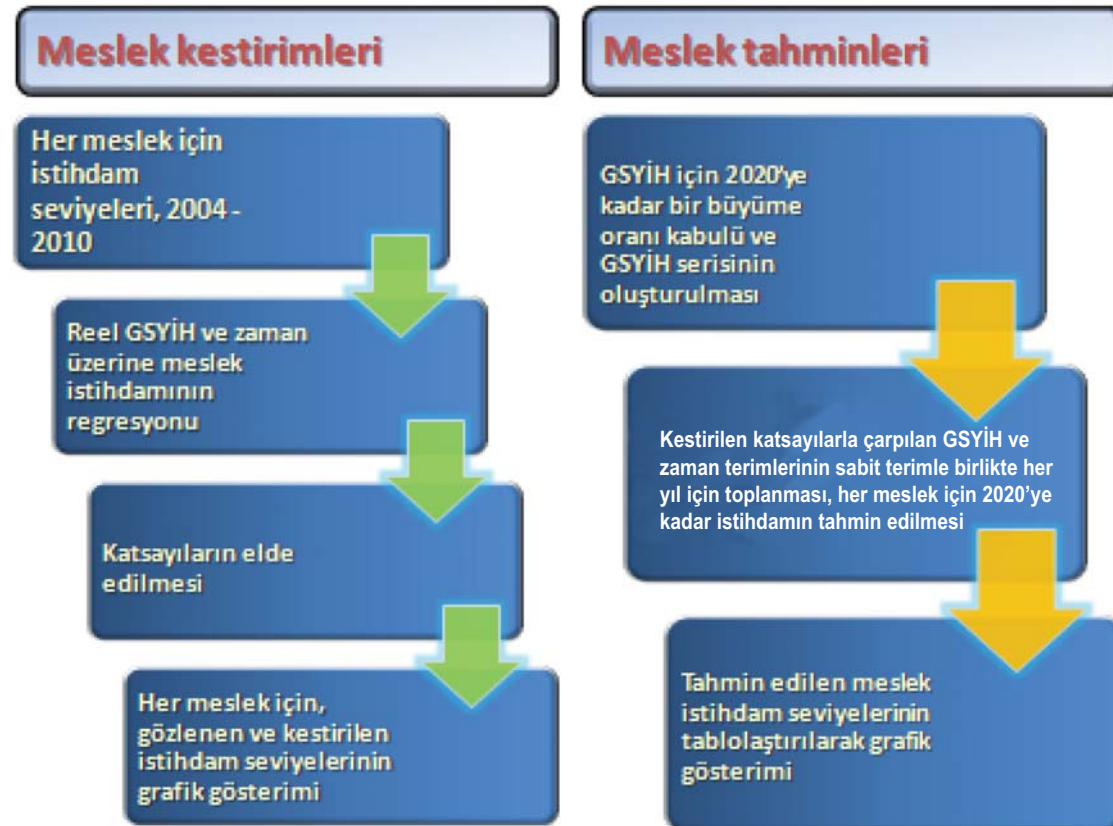 Meslek kestirimleri
Her meslek için
istihdam
seviyeleri, 2004 -
2010
Reel GSYİH ve zaman
üzerine meslek
istihdamının
regresyonu
Katsayıların elde
edilmesi
Her meslek için,
gözlenen ve kestirilen
istihdam seviyelerinin
grafik gösterimi
Meslek tahminleri
GSYİH için 2020'ye
kadar bir büyüme
oranı kabulü ve
GSYİH serisinin
oluşturulması
Kestirilen katsayılarla çarpılan GSYİH ve
zaman terimlerinin sabit terimle birlikte her
yıl için toplanması, her meslek için 2020’ye
kadar istihdamın tahmin edilmesi
Tahmin edilen meslek
istihdam seviyelerinin
tablolaştırılarak grafik
gösterimi